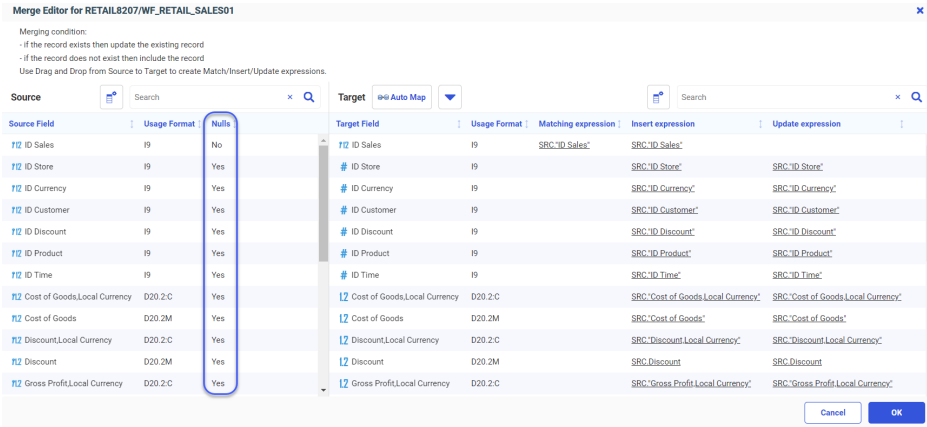 Merge Editor for RETAIL8207/WF_RETAIL_SALES01
Merging condition:
- if the record exists then update the existing record
- if the record does not exist then include the record
Use Drag and Drop from Source to Target to create Match/Insert/Update expressions.
Source Search Target Auto Map Search
Source Field Usage Format Nulls Target Field Usage Format Matching expression Insert expression Update expression
ID Sales I9 No ID Sales I9 SRC."ID Sales" SRC."ID Sales"
ID Store I9 Yes ID Store I9 SRC."ID Store" SRC."ID Store"
ID Currency I9 Yes ID Currency I9 SRC."ID Currency" SRC."ID Currency"
ID Customer I9 Yes ID Customer I9 SRC."ID Customer" SRC."ID Customer"
ID Discount I9 Yes ID Discount I9 SRC."ID Discount" SRC."ID Discount"
ID Product I9 Yes ID Product I9 SRC."ID Product" SRC."ID Product"
ID Time I9 Yes ID Time I9 SRC."ID Time" SRC."ID Time"
Cost of Goods,Local Currency D20.2:C Yes 1.2 Cost of Goods,Local Currency D20.2:C SRC."Cost of Goods,Local Currency" SRC."Cost of Goods,Local Currency"
Cost of Goods D20.2M Yes 1.2 Cost of Goods D20.2M SRC."Cost of Goods" SRC."Cost of Goods"
Discount,Local Currency D20.2:C Yes 1.2 Discount,Local Currency D20.2:C SRC."Discount,Local Currency" SRC."Discount,Local Currency"
Discount D20.2M Yes 1.2 Discount D20.2M SRC.Discount SRC.Discount
Gross Profit,Local Currency D20.2:C Yes 1.2 Gross Profit,Local Currency D20.2:C SRC."Gross Profit,Local Currency" SRC."Gross Profit,Local Currency"
Cancel OK